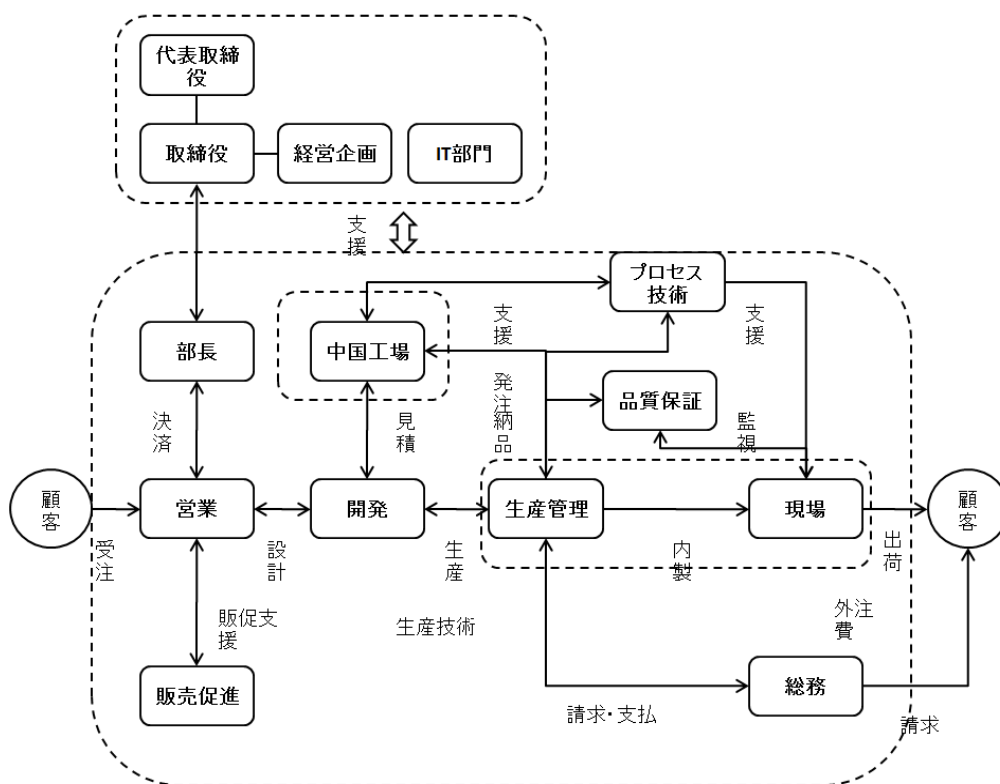 代表取締
役
取締役
経営企画
IT部門
支
援
プロセス
技術
中国工場
支
援
支
援
部長
発
注
納
品
品質保証
決
済
見
積
監
視
顧
客
営業
開発
生産管理
現場
顧
客
受
注
設
計
生
産
内
製
出
荷
販促支
援
生産技術
外注
費
販売促進
総務
請求・支払
請求